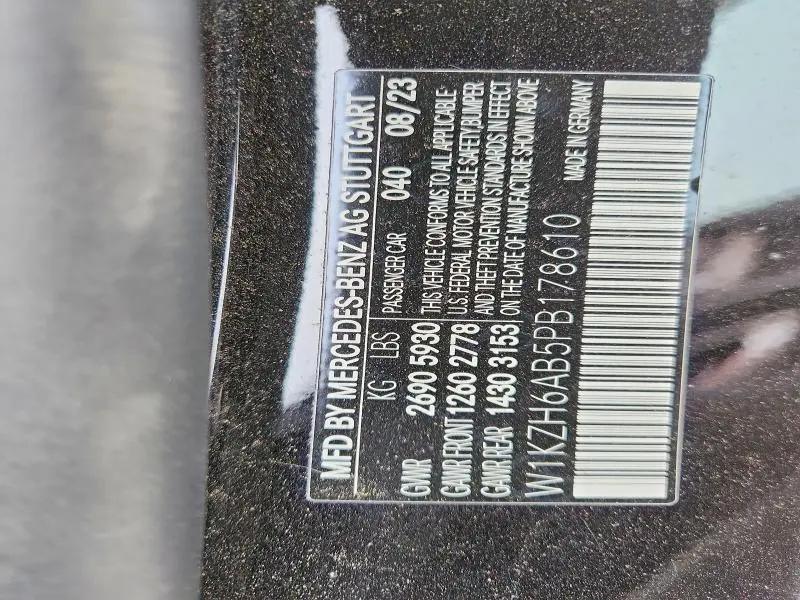 MFD BY MERCEDES-BENZ AG STUTTGART
KG LBS PASSENGER CAR 040 08/23
GVWR 2690 5930 THIS VEHICLE CONFORMS TO ALL APPLICABLE
GAWR FRONT 1260 2778 U.S. FEDERAL MOTOR VEHICLE SAFETY, BUMPER
GAWR REAR 1430 3153 AND THEFT PREVENTION STANDARDS IN EFFECT
ON THE DATE OF MANUFACTURE SHOWN ABOVE
W1KZH6AB5PB178610 MADE IN GERMANY